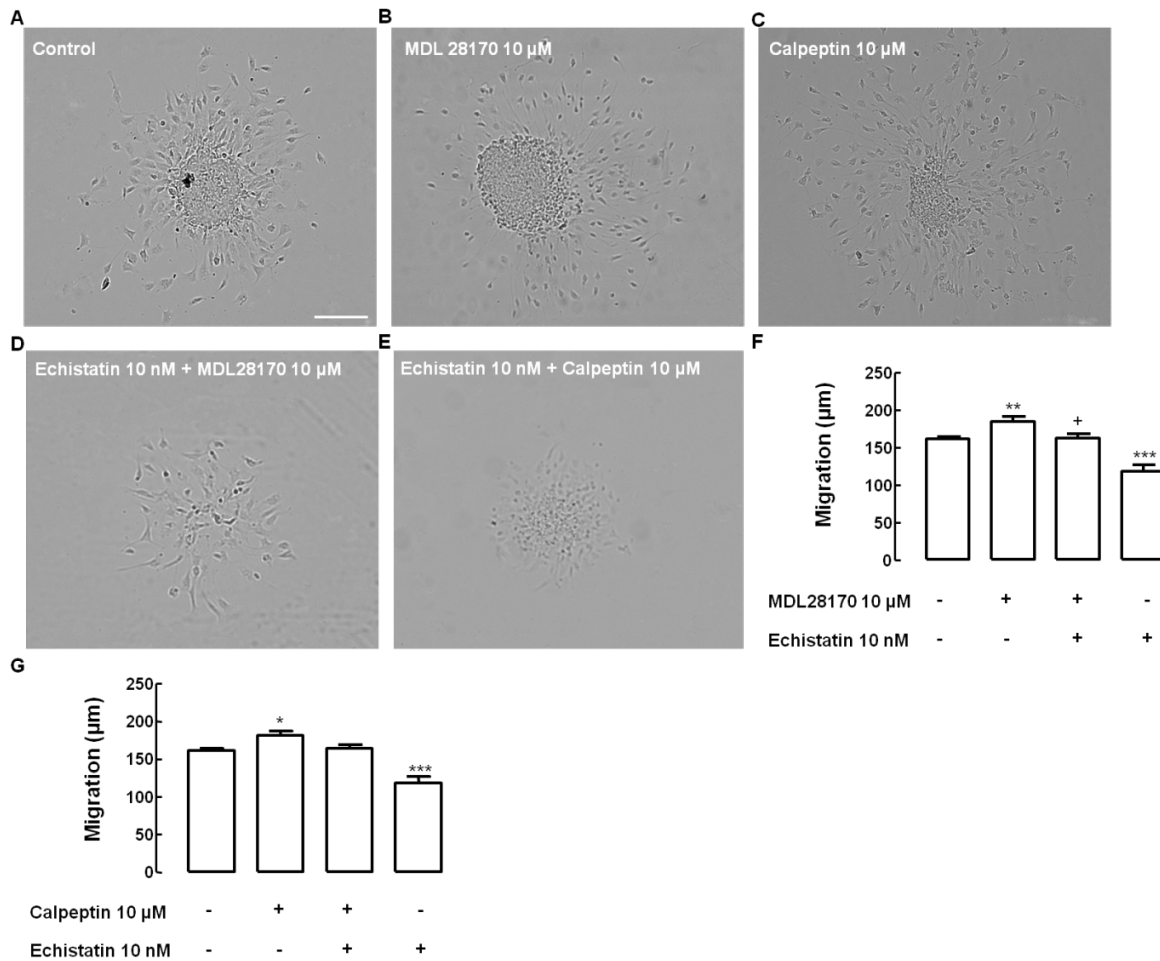 A
Control
B
MDL 28170 10 µM
C
Calpeptin 10 µM
D
Echistatin 10 nM + MDL28170 10 µM
E
Echistatin 10 nM + Calpeptin 10 µM
F
Migration (µm)
250
200
150
100
50
0
** + ***
MDL28170 10 µM - + + -
Echistatin 10 nM - - + +
G
Migration (µm)
250
200
150
100
50
0
* ***
Calpeptin 10 µM - + + -
Echistatin 10 nM - - + +